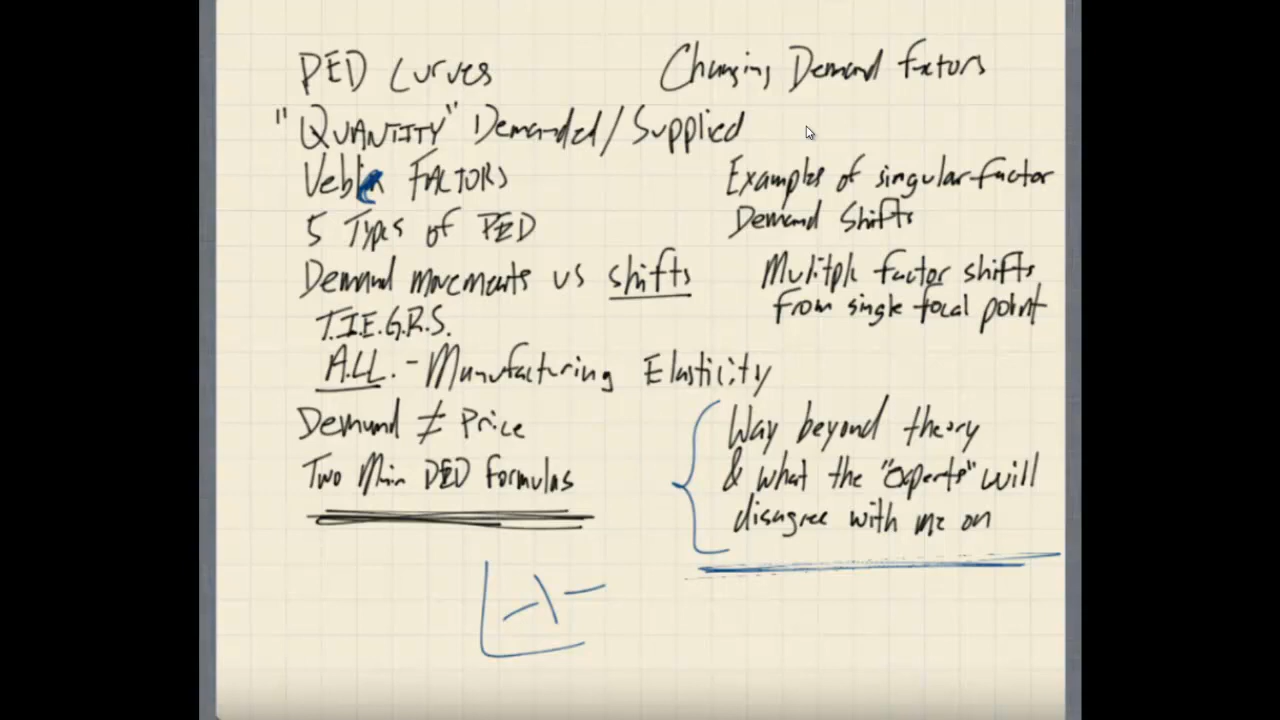 PED Curves
Changing Demand factors
"QUANTITY" Demanded/Supplied
Veblen FACTORS
Examples of singular-factor
Demand Shifts
5 Types of PED
Demand movements vs shifts
Mulitple factor shifts
from single focal point
T.I.E.G.R.S.
A.LL. - Manufacturing Elasticity
Demand ≠ Price
Two Main PED formulas
Way beyond theory
& what the "experts" will
disagree with me on